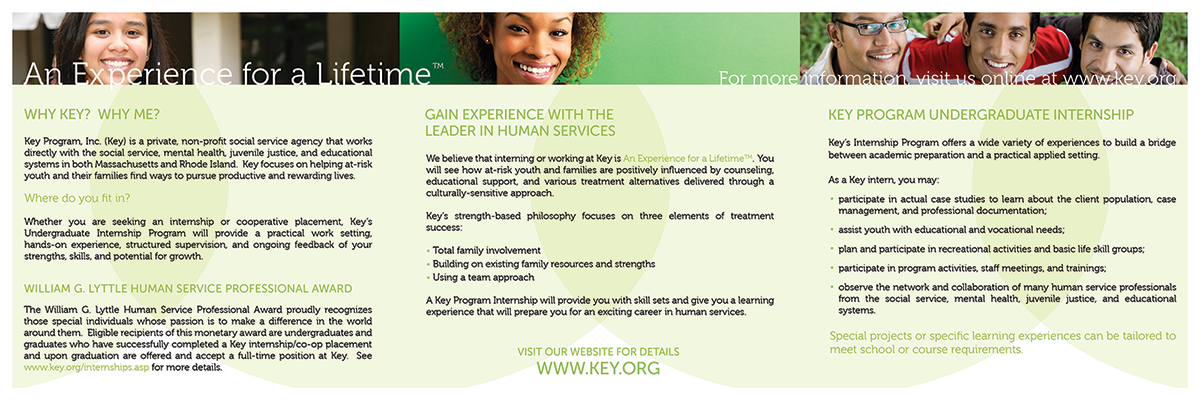 An Experience for a Lifetime™
For more information, visit us online at www.key.org
WHY KEY?  WHY ME?
Key Program, Inc. (Key) is a private, non-profit social service agency that works
directly with the social service, mental health, juvenile justice, and educational
systems in both Massachusetts and Rhode Island.  Key focuses on helping at-risk
youth and their families find ways to pursue productive and rewarding lives.
Where do you fit in?
Whether you are seeking an internship or cooperative placement, Key's
Undergraduate Internship Program will provide a practical work setting,
hands-on experience, structured supervision, and ongoing feedback of your
strengths, skills, and potential for growth.
WILLIAM G. LYTTLE HUMAN SERVICE PROFESSIONAL AWARD
The William G. Lyttle Human Service Professional Award proudly recognizes
those special individuals whose passion is to make a difference in the world
around them.  Eligible recipients of this monetary award are undergraduates and
graduates who have successfully completed a Key internship/co-op placement
and upon graduation are offered and accept a full-time position at Key.  See
www.key.org/internships.asp for more details.
GAIN EXPERIENCE WITH THE
LEADER IN HUMAN SERVICES
We believe that interning or working at Key is An Experience for a Lifetime™. You
will see how at-risk youth and families are positively influenced by counseling,
educational support, and various treatment alternatives delivered through a
culturally-sensitive approach.
Key's strength-based philosophy focuses on three elements of treatment
success:
• Total family involvement
• Building on existing family resources and strengths
• Using a team approach
A Key Program Internship will provide you with skill sets and give you a learning
experience that will prepare you for an exciting career in human services.
VISIT OUR WEBSITE FOR DETAILS
WWW.KEY.ORG
KEY PROGRAM UNDERGRADUATE INTERNSHIP
Key's Internship Program offers a wide variety of experiences to build a bridge
between academic preparation and a practical applied setting.
As a Key intern, you may:
• participate in actual case studies to learn about the client population, case
management, and professional documentation;
• assist youth with educational and vocational needs;
• plan and participate in recreational activities and basic life skill groups;
• participate in program activities, staff meetings, and trainings;
• observe the network and collaboration of many human service professionals
from the social service, mental health, juvenile justice, and educational
systems.
Special projects or specific learning experiences can be tailored to
meet school or course requirements.